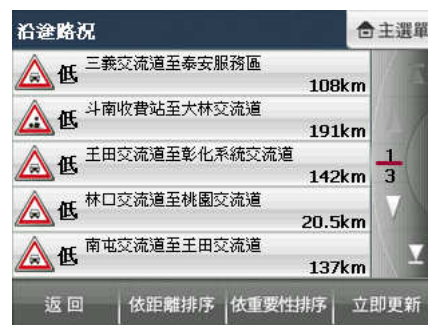 沿途路況
主選單
低 三義交流道至泰安服務區
108km
低 斗南收費站至大林交流道
191km
低 王田交流道至彰化系統交流道
142km
低 林口交流道至桃園交流道
20.5km
低 南屯交流道至王田交流道
137km
1
3
返回 依距離排序 依重要性排序 立即更新